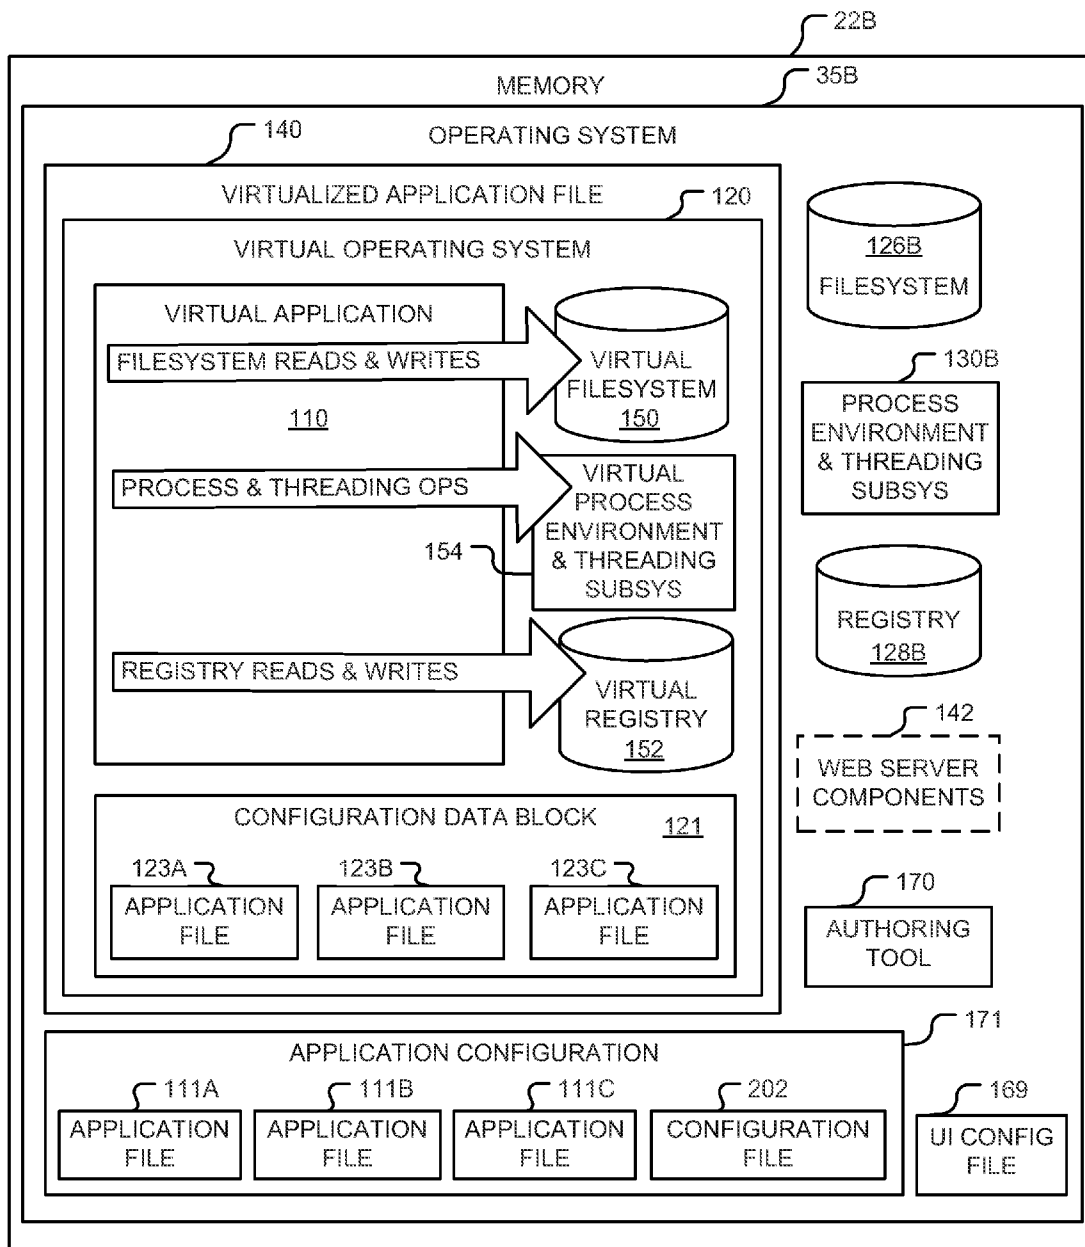 22B
MEMORY
35B
OPERATING SYSTEM
140
VIRTUALIZED APPLICATION FILE
120
VIRTUAL OPERATING SYSTEM
VIRTUAL APPLICATION
FILESYSTEM READS & WRITES
110
PROCESS & THREADING OPS
REGISTRY READS & WRITES
VIRTUAL
FILESYSTEM
150
VIRTUAL
PROCESS
ENVIRONMENT
& THREADING
SUBSYS
154
VIRTUAL
REGISTRY
152
CONFIGURATION DATA BLOCK
121
123A
APPLICATION
FILE
123B
APPLICATION
FILE
123C
APPLICATION
FILE
126B
FILESYSTEM
130B
PROCESS
ENVIRONMENT
& THREADING
SUBSYS
REGISTRY
128B
142
WEB SERVER
COMPONENTS
170
AUTHORING
TOOL
171
APPLICATION CONFIGURATION
111A
APPLICATION
FILE
111B
APPLICATION
FILE
111C
APPLICATION
FILE
202
CONFIGURATION
FILE
169
UI CONFIG
FILE